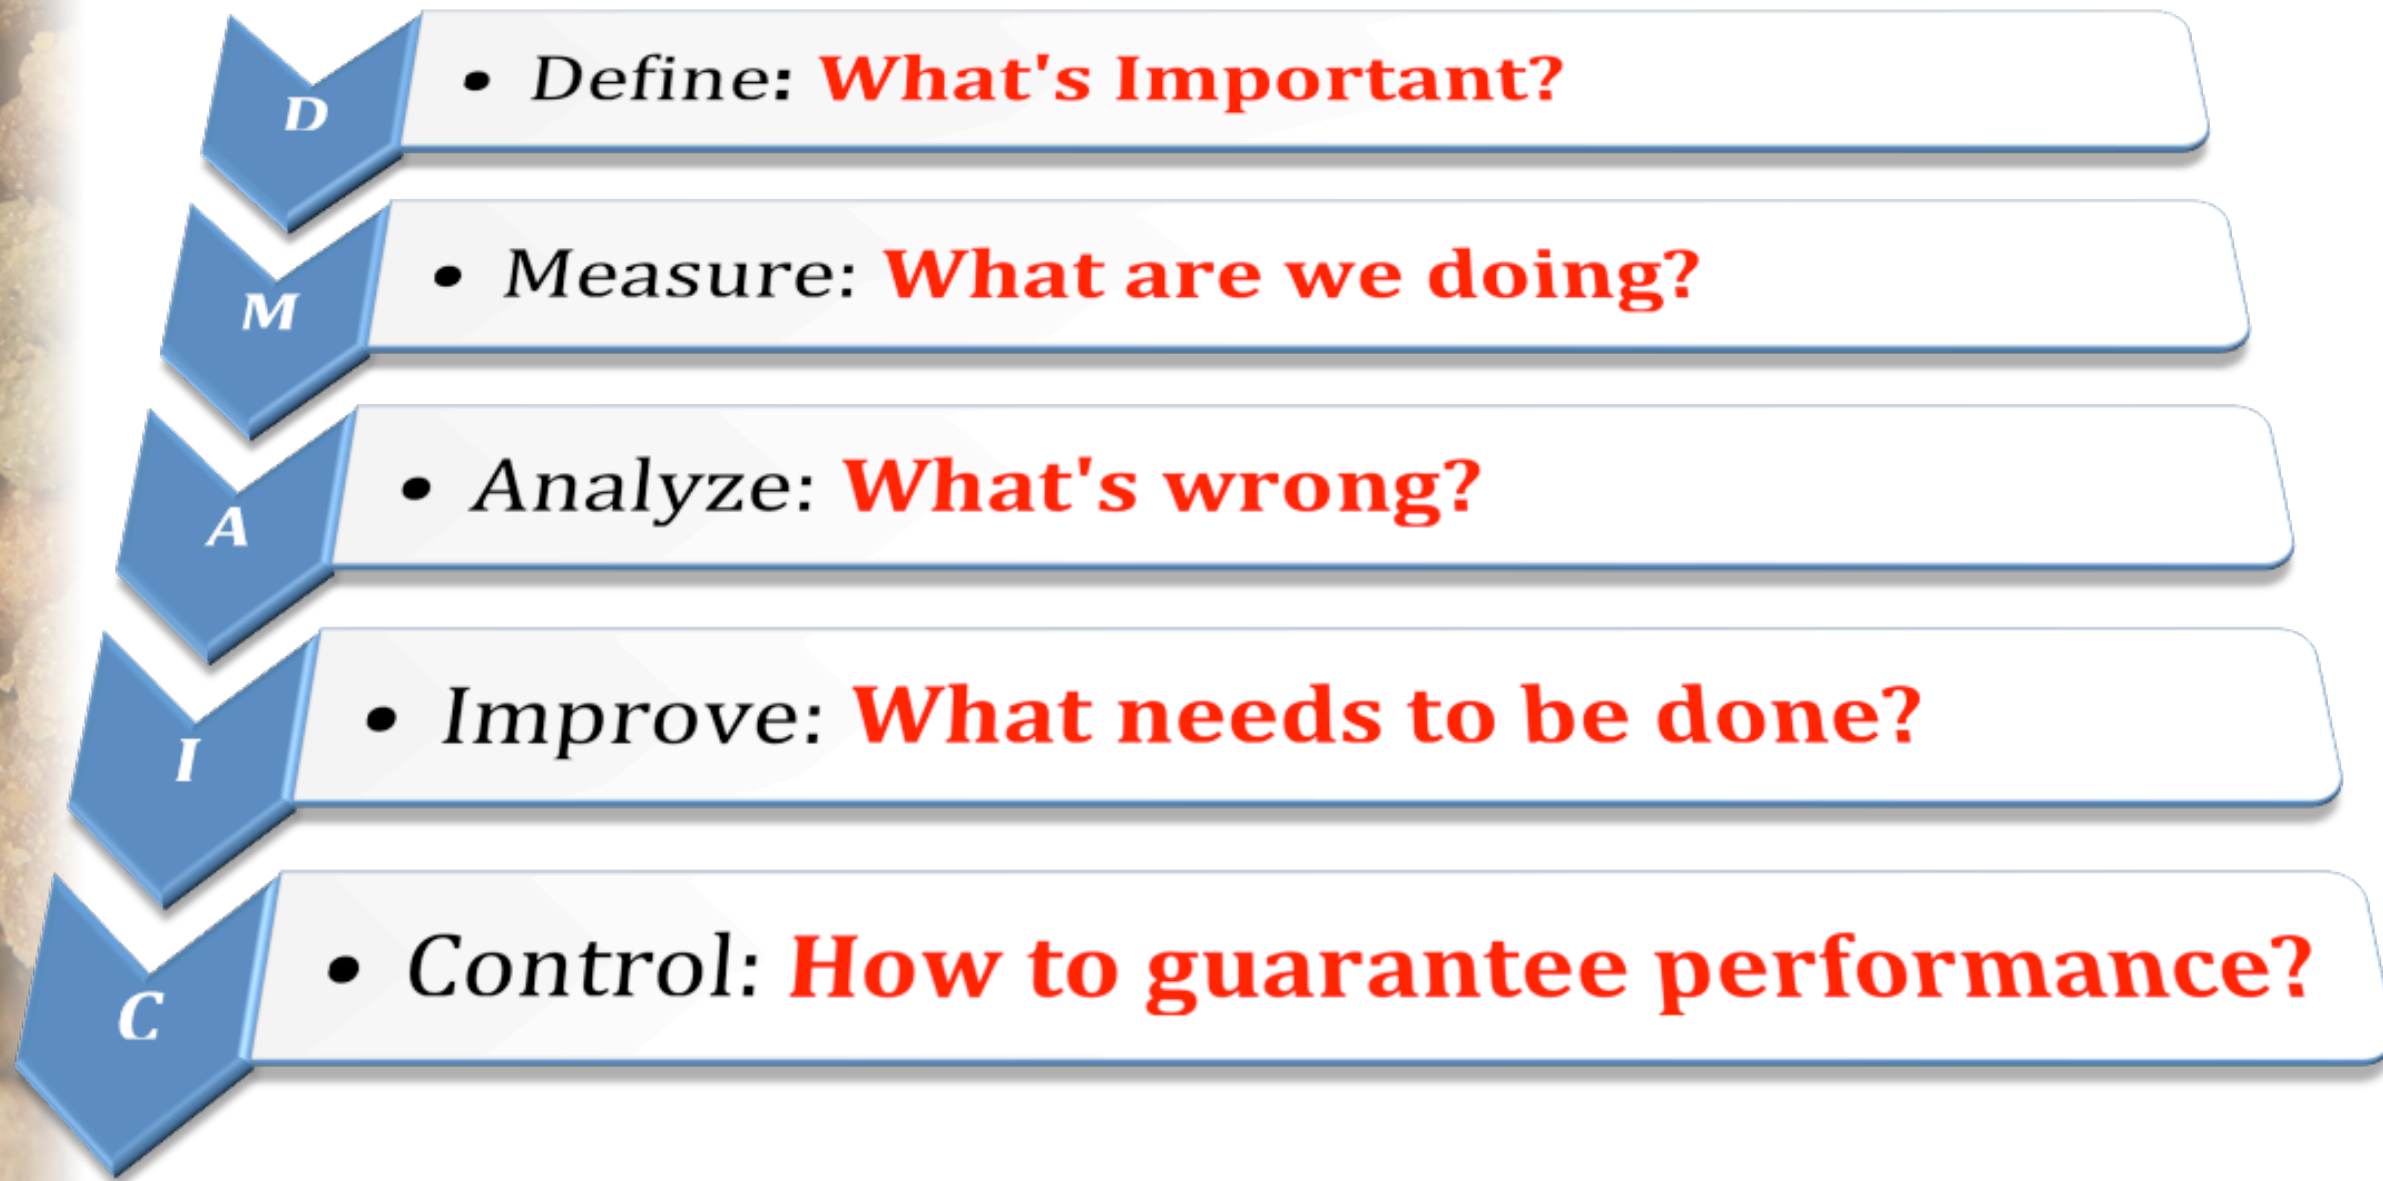 D
• Define: What's Important?
M
• Measure: What are we doing?
A
• Analyze: What's wrong?
I
• Improve: What needs to be done?
C
• Control: How to guarantee performance?